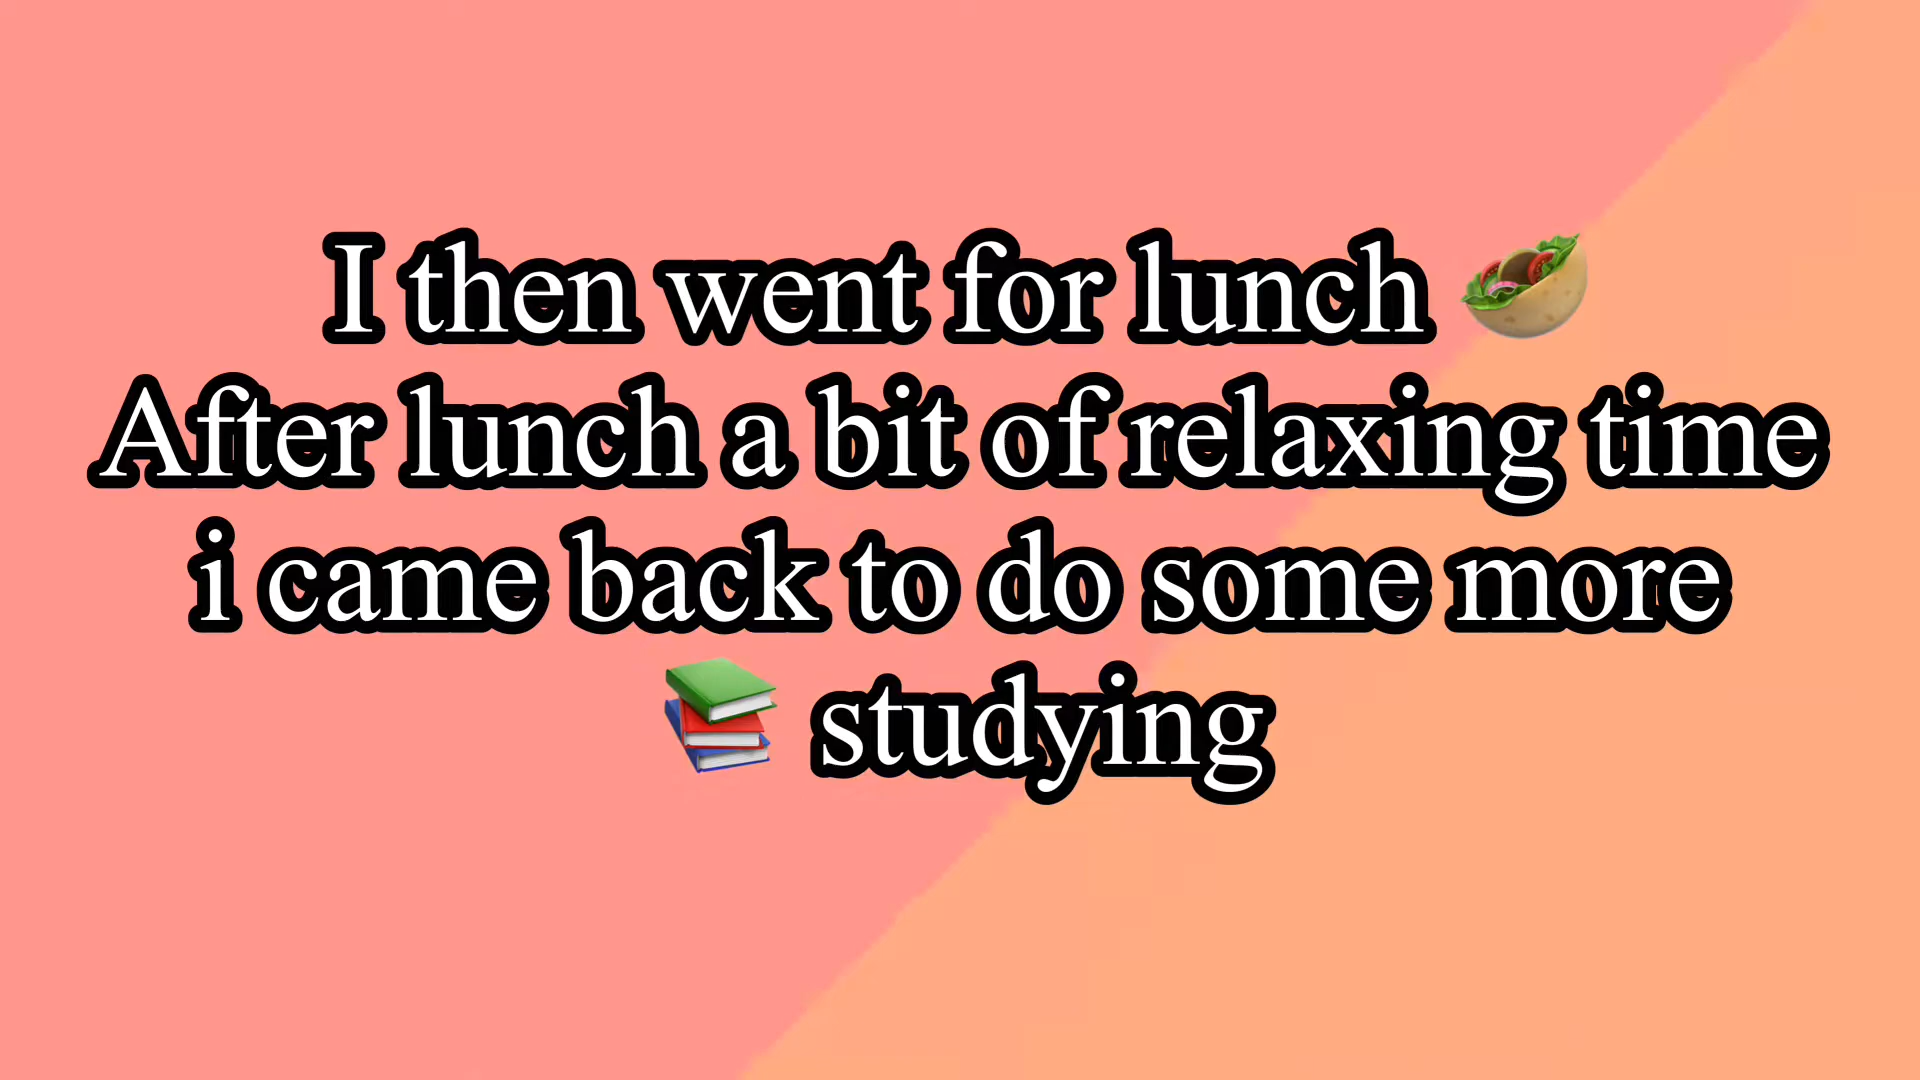 I then went for lunch 🥙
After lunch a bit of relaxing time
i came back to do some more
📚 studying